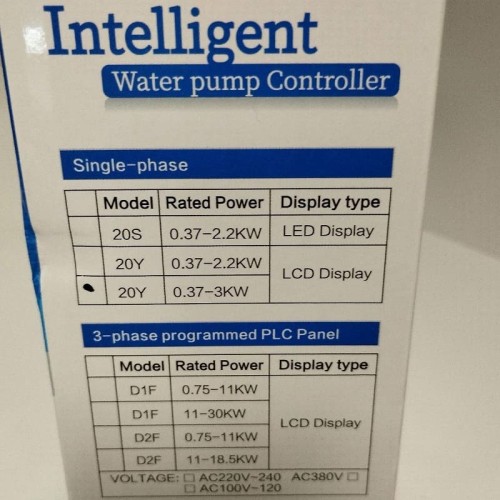 Intelligent
Water pump Controller
Single-phase
Model Rated Power Display type
20S 0.37-2.2KW LED Display
20Y 0.37-2.2KW LCD Display
20Y 0.37-3KW
3-phase programmed PLC Panel
Model Rated Power Display type
D1F 0.75-11KW LCD Display
D1F 11-30KW
D2F 0.75-11KW
D2F 11-18.5KW
VOLTAGE: □ AC220V-240 AC380V □
□ AC100V-120